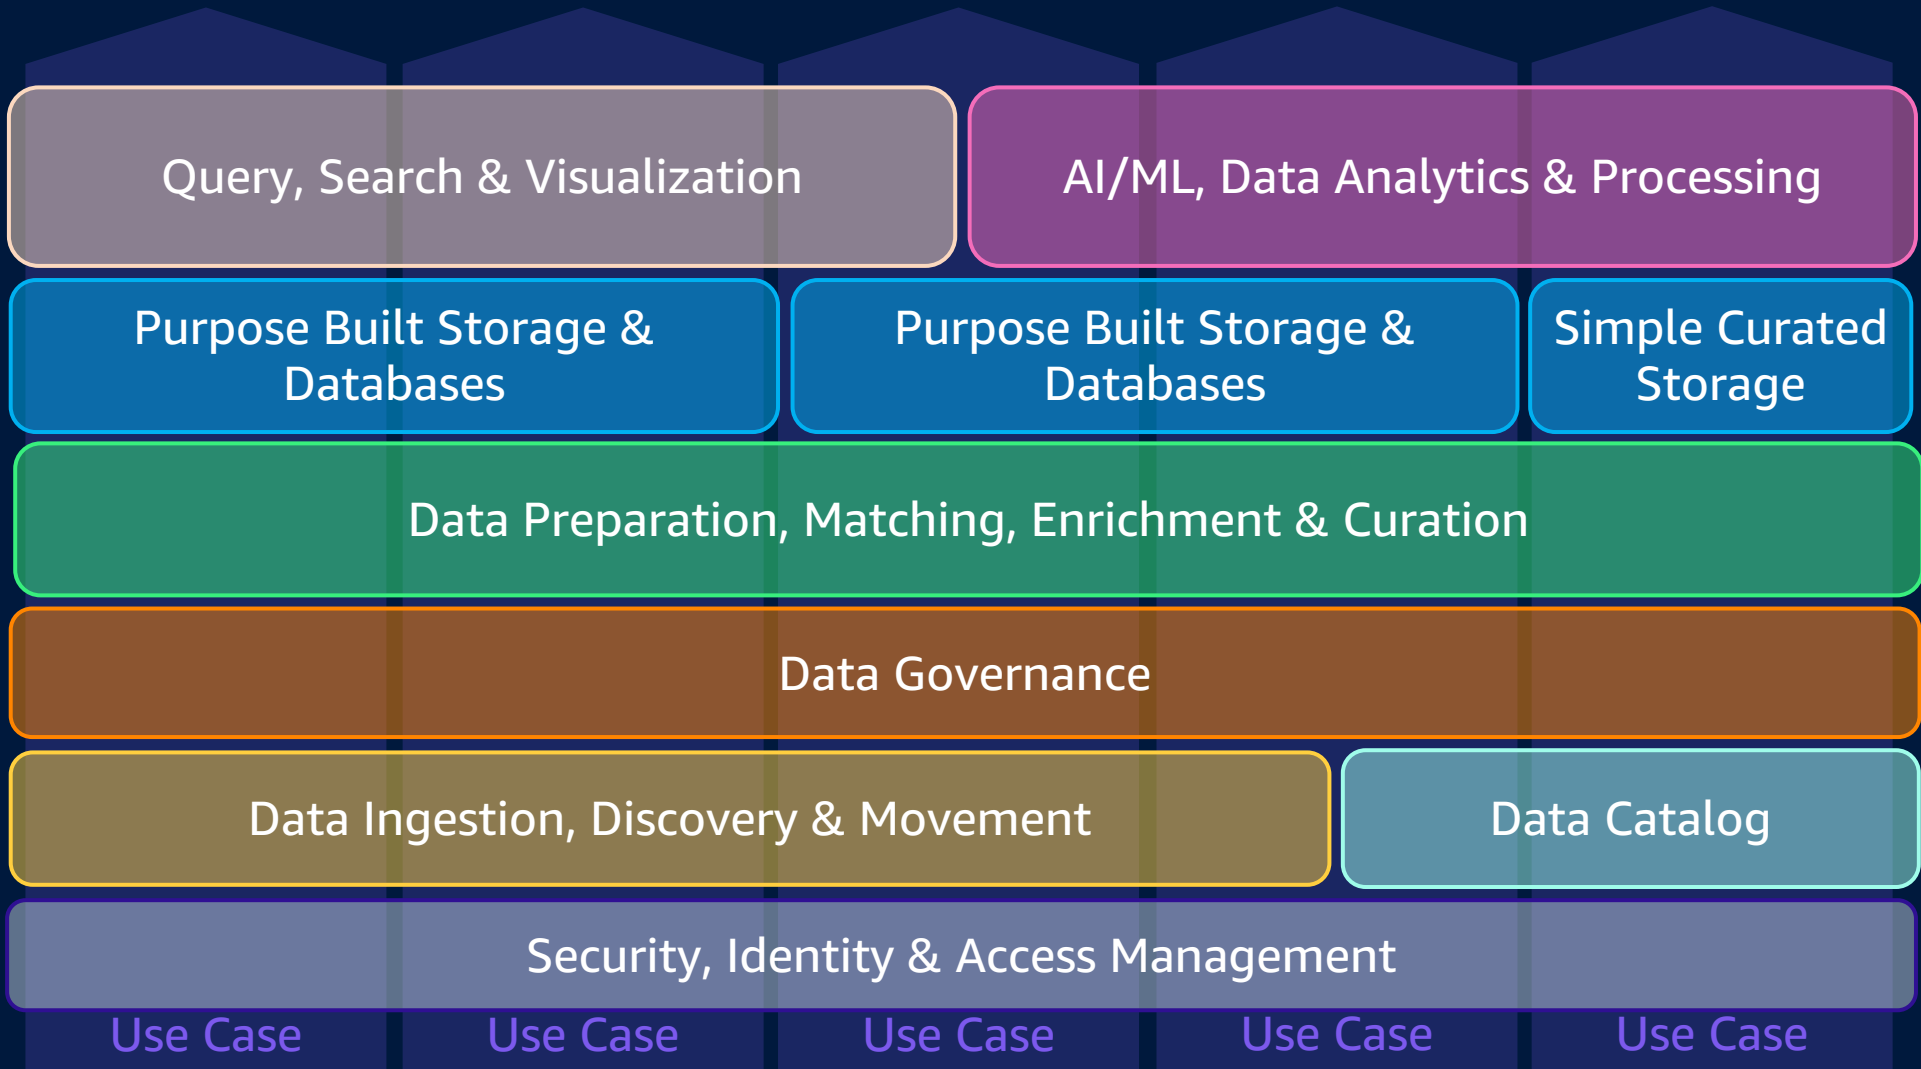 Query, Search & Visualization
AI/ML, Data Analytics & Processing
Purpose Built Storage &
Databases
Purpose Built Storage &
Databases
Simple Curated
Storage
Data Preparation, Matching, Enrichment & Curation
Data Governance
Data Ingestion, Discovery & Movement
Data Catalog
Security, Identity & Access Management
Use Case
Use Case
Use Case
Use Case
Use Case